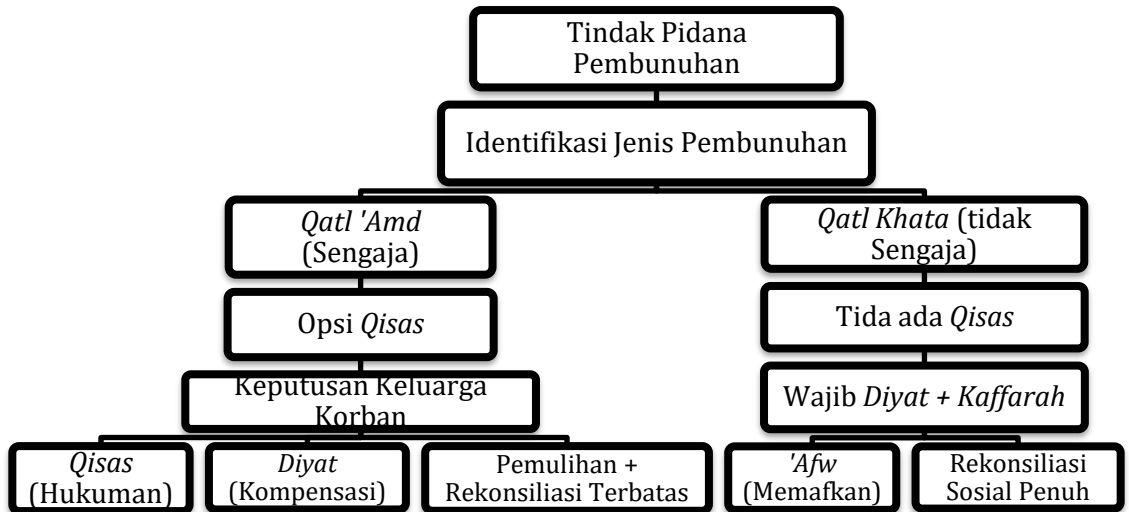 Tindak Pidana
Pembunuhan
Identifikasi Jenis Pembunuhan
Qatl 'Amd
(Sengaja)
Qatl Khata (tidak
Sengaja)
Opsi Qisas
Tida ada Qisas
Keputusan Keluarga
Korban
Wajib Diyat + Kaffarah
Qisas
(Hukuman)
Diyat
(Kompensasi)
Pemulihan +
Rekonsiliasi Terbatas
'Afw
(Memafkan)
Rekonsiliasi
Sosial Penuh